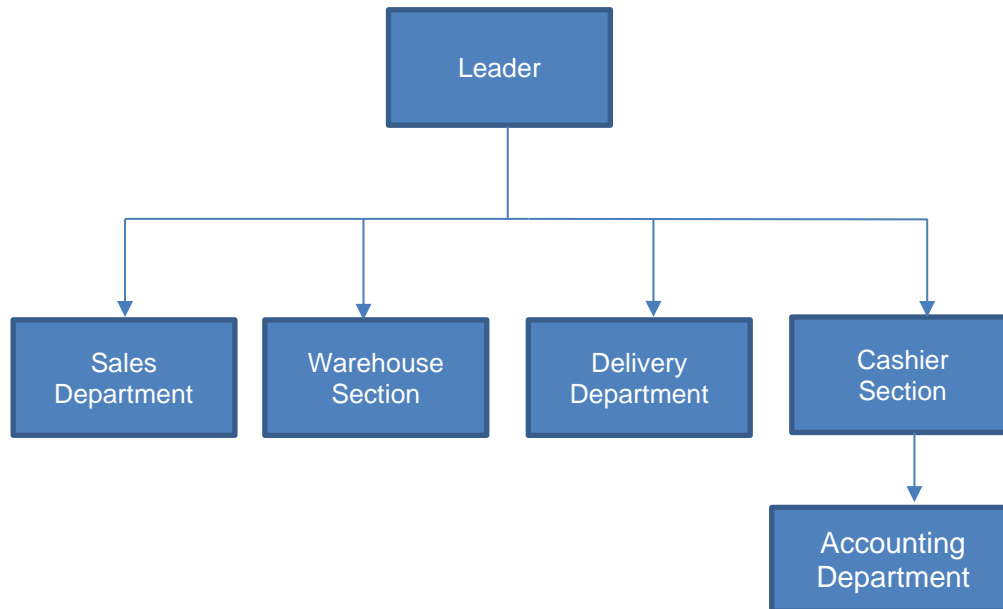 Leader
Sales
Department
Warehouse
Section
Delivery
Department
Cashier
Section
Accounting
Department